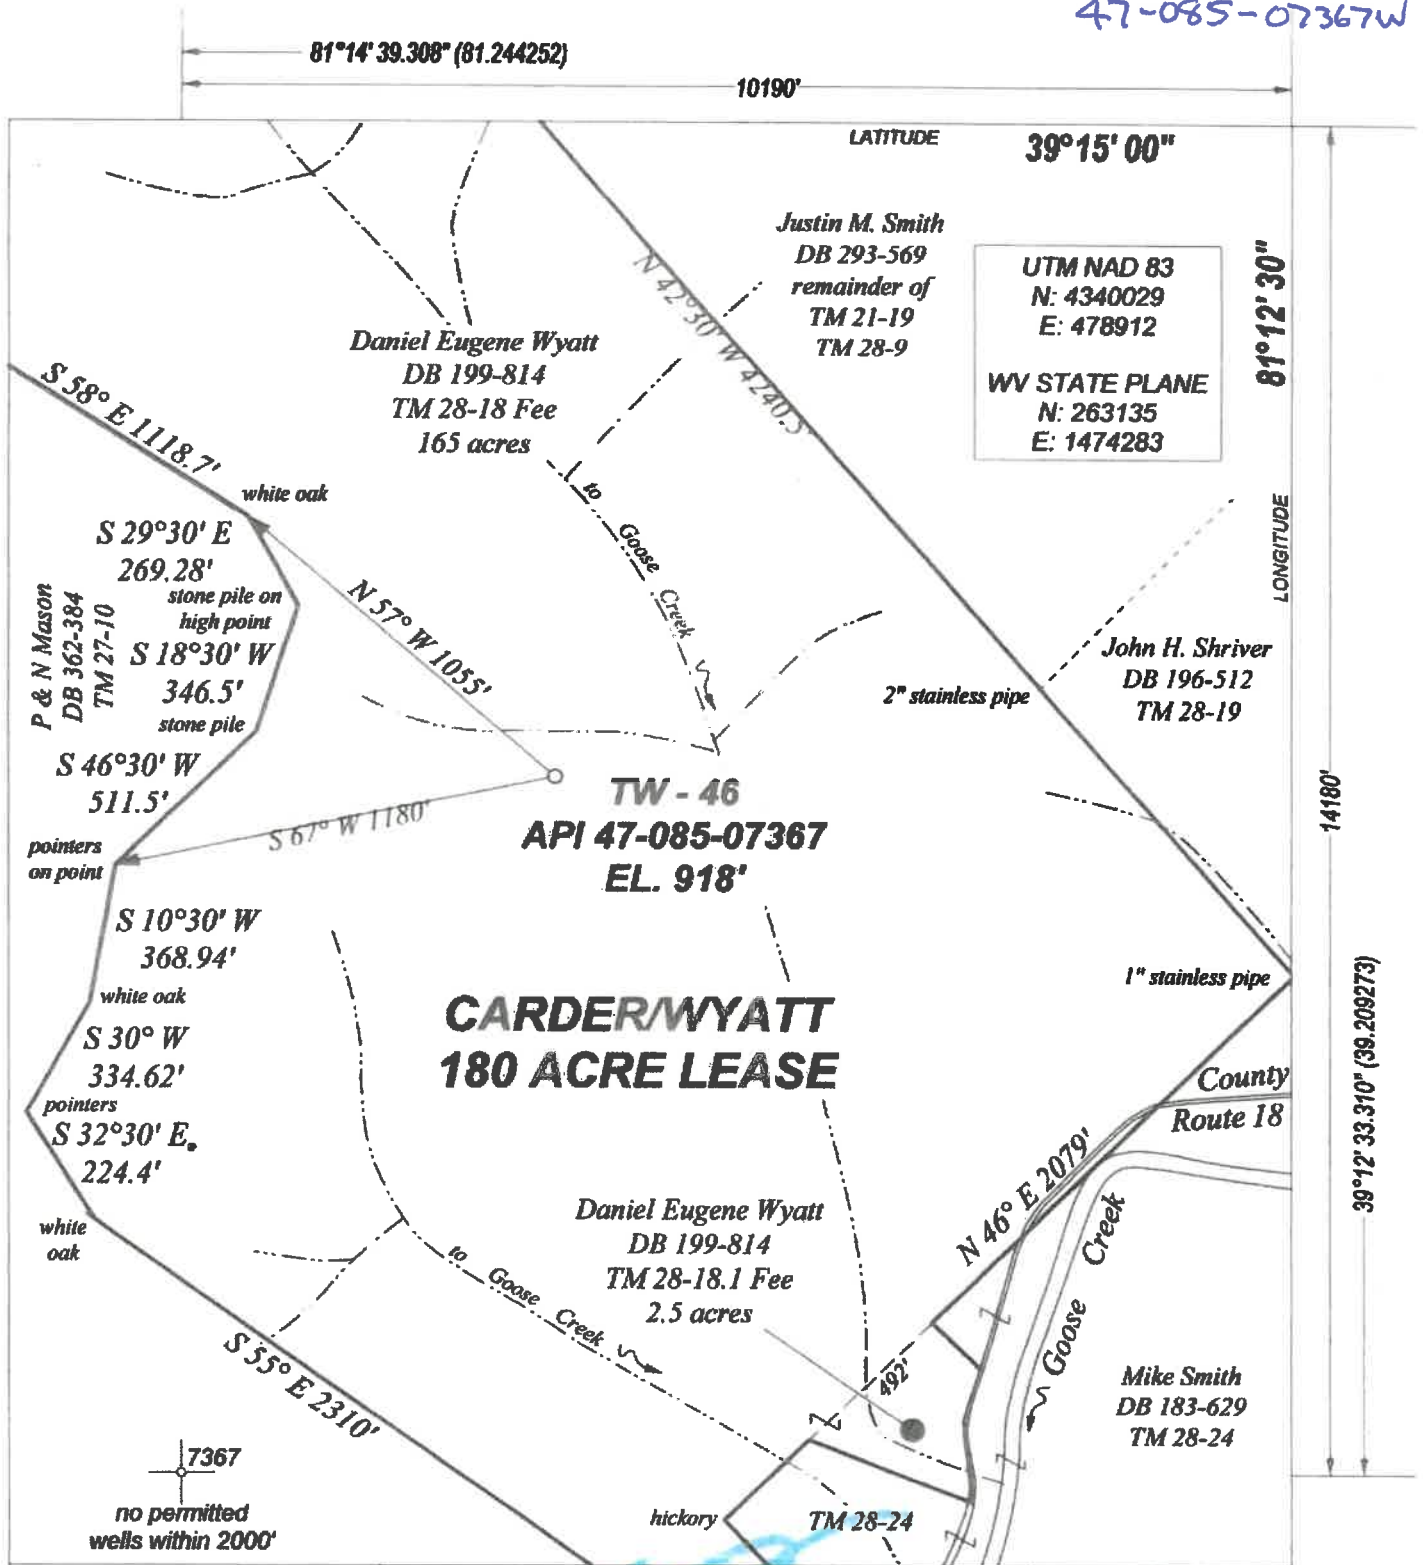 47-085-07367W
81°14'39.308" (81.244252)
10190'
LATITUDE
39°15'00"
Justin M. Smith
DB 293-569
remainder of
TM 21-19
TM 28-9
UTM NAD 83
N: 4340029
E: 478912
WV STATE PLANE
N: 263135
E: 1474283
81°12'30"
LONGITUDE
N 42°30' W 4240.5'
Daniel Eugene Wyatt
DB 199-814
TM 28-18 Fee
165 acres
S 58° E 1118.7'
white oak
S 29°30' E
269.28'
stone pile on
high point
P & N Mason
DB 362-384
TM 27-10
S 18°30' W
346.5'
stone pile
N 57° W 1055'
to Goose Creek
S 46°30' W
511.5'
2" stainless pipe
John H. Shriver
DB 196-512
TM 28-19
14180'
pointers
on point
S 67° W 1180'
TW - 46
API 47-085-07367
EL. 918'
S 10°30' W
368.94'
white oak
1" stainless pipe
39°12'33.310" (39.209273)
CARDER/WYATT
180 ACRE LEASE
S 30° W
334.62'
pointers
S 32°30' E
224.4'
County
Route 18
N 46° E 2079'
white
oak
Daniel Eugene Wyatt
DB 199-814
TM 28-18.1 Fee
2.5 acres
to Goose Creek
Goose Creek
492'
S 55° E 2310'
Mike Smith
DB 183-629
TM 28-24
7367
no permitted
wells within 2000'
hickory
TM 28-24